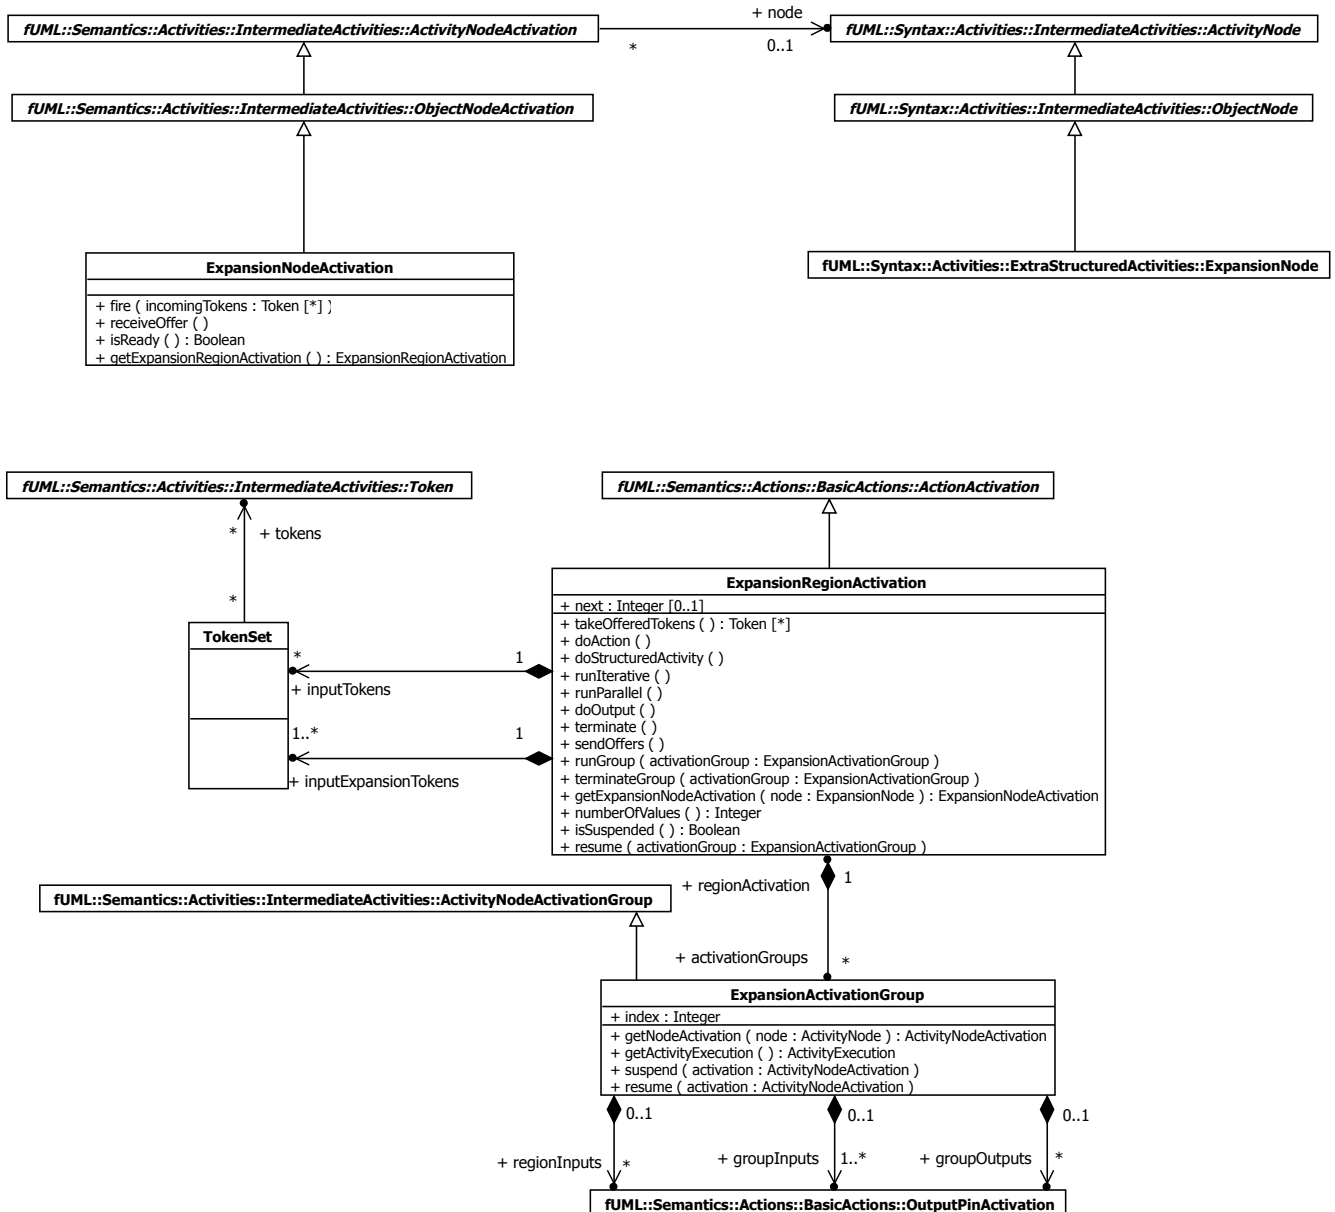 + node
fUML::Semantics::Activities::IntermediateActivities::ActivityNodeActivation
fUML::Syntax::Activities::IntermediateActivities::ActivityNode
*
0..1
fUML::Semantics::Activities::IntermediateActivities::ObjectNodeActivation
fUML::Syntax::Activities::IntermediateActivities::ObjectNode
ExpansionNodeActivation
+ fire ( incomingTokens : Token [*] )
+ receiveOffer ( )
+ isReady ( ) : Boolean
+ getExpansionRegionActivation ( ) : ExpansionRegionActivation
fUML::Syntax::Activities::ExtraStructuredActivities::ExpansionNode
fUML::Semantics::Activities::IntermediateActivities::Token
fUML::Semantics::Actions::BasicActions::ActionActivation
*
+ tokens
*
TokenSet
*
1
+ inputTokens
1..*
1
+ inputExpansionTokens
ExpansionRegionActivation
+ next : Integer [0..1]
+ takeOfferedTokens ( ) : Token [*]
+ doAction ( )
+ doStructuredActivity ( )
+ runIterative ( )
+ runParallel ( )
+ doOutput ( )
+ terminate ( )
+ sendOffers ( )
+ runGroup ( activationGroup : ExpansionActivationGroup )
+ terminateGroup ( activationGroup : ExpansionActivationGroup )
+ getExpansionNodeActivation ( node : ExpansionNode ) : ExpansionNodeActivation
+ numberOfValues ( ) : Integer
+ isSuspended ( ) : Boolean
+ resume ( activationGroup : ExpansionActivationGroup )
+ regionActivation
1
fUML::Semantics::Activities::IntermediateActivities::ActivityNodeActivationGroup
+ activationGroups
*
ExpansionActivationGroup
+ index : Integer
+ getNodeActivation ( node : ActivityNode ) : ActivityNodeActivation
+ getActivityExecution ( ) : ActivityExecution
+ suspend ( activation : ActivityNodeActivation )
+ resume ( activation : ActivityNodeActivation )
0..1
0..1
0..1
+ regionInputs
*
+ groupInputs
1..*
+ groupOutputs
*
fUML::Semantics::Actions::BasicActions::OutputPinActivation